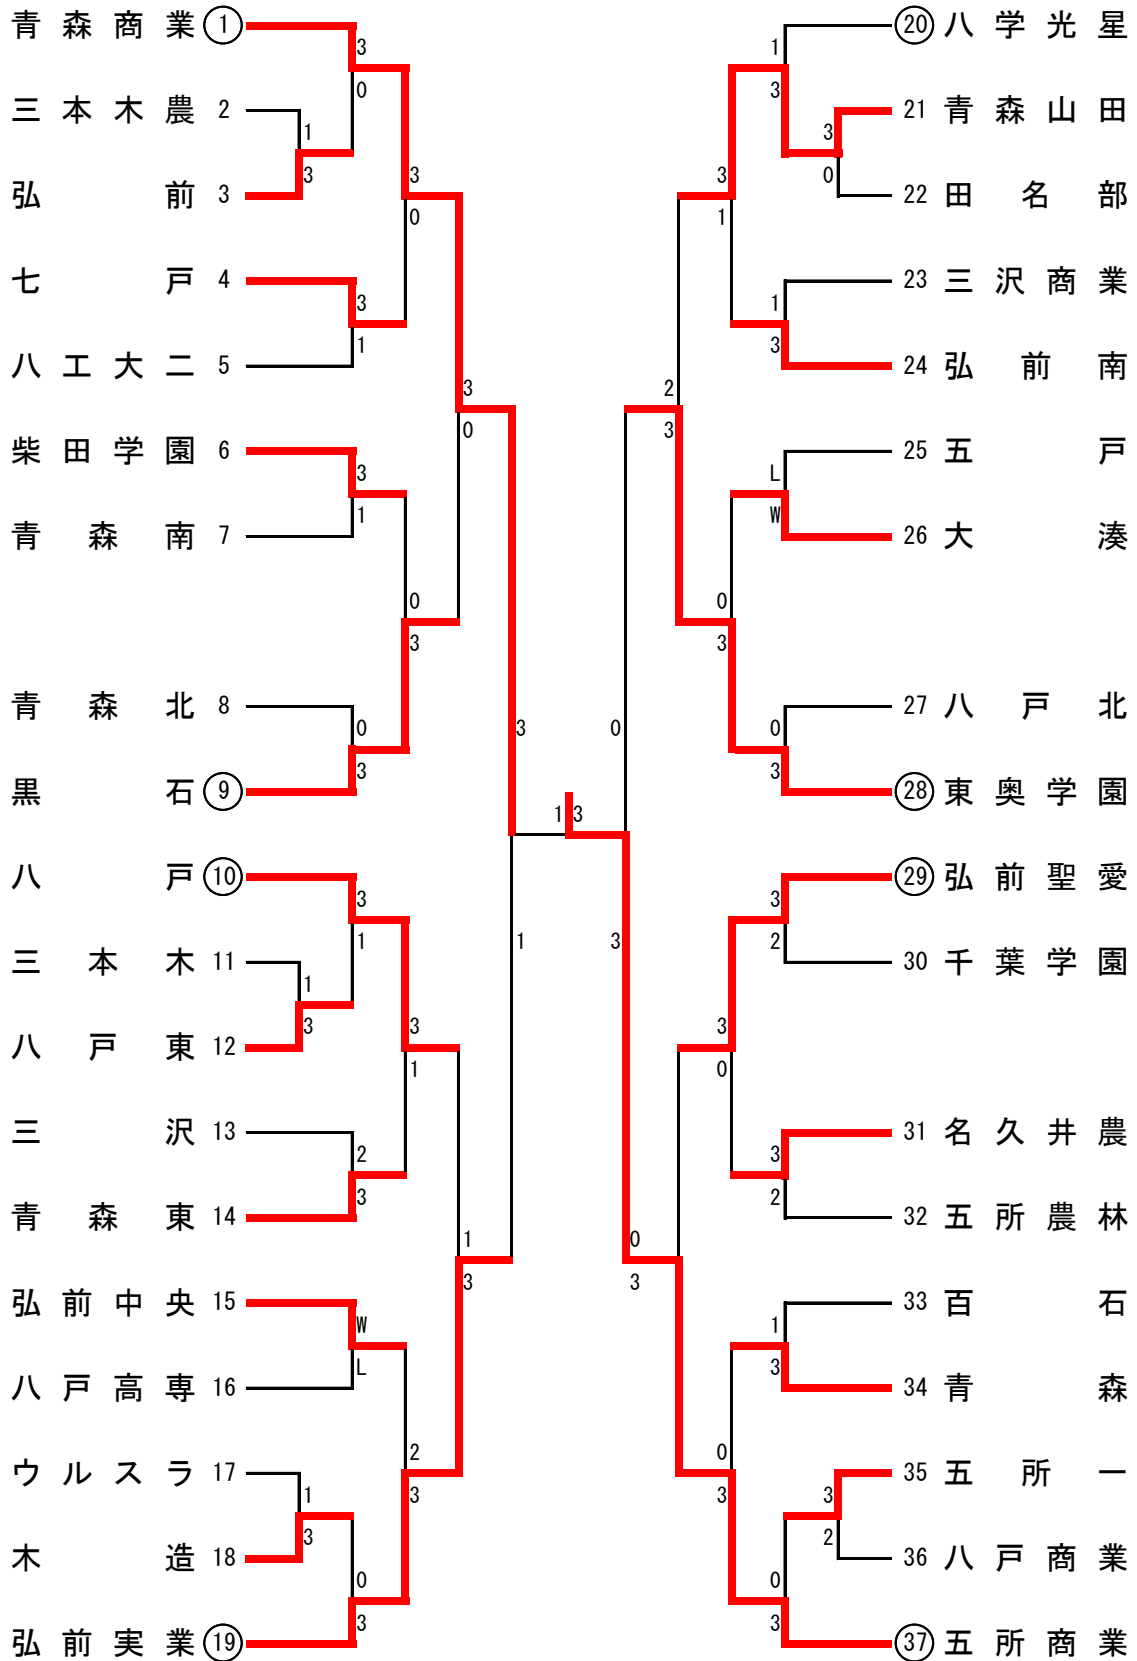 青森商業 ①
三本木農 2
弘前 3
七戸 4
八工大二 5
柴田学園 6
青森南 7
青森北 8
黒石 ⑨
八戸 ⑩
三本木 11
八戸東 12
三沢 13
青森東 14
弘前中央 15
八戸高専 16
ウルスラ 17
木造 18
弘前実業 ⑲
3
0
1
3
3
0
3
1
3
0
3
1
0
3
0
3
3
1
3
1
1
3
3
1
2
3
1
3
W
L
2
3
1
3
0
3
3
1
1 3
0
3
⑳ 八学光星
21 青森山田
22 田名部
23 三沢商業
24 弘前南
25 五戸
26 大湊
27 八戸北
㉘ 東奥学園
㉙ 弘前聖愛
30 千葉学園
31 名久井農
32 五所農林
33 百石
34 青森
35 五所一
36 八戸商業
㊲ 五所商業
1
3
3
0
3
1
1
3
2
3
L
W
0
3
0
3
3
2
3
0
3
2
0
3
1
3
0
3
3
2
0
3